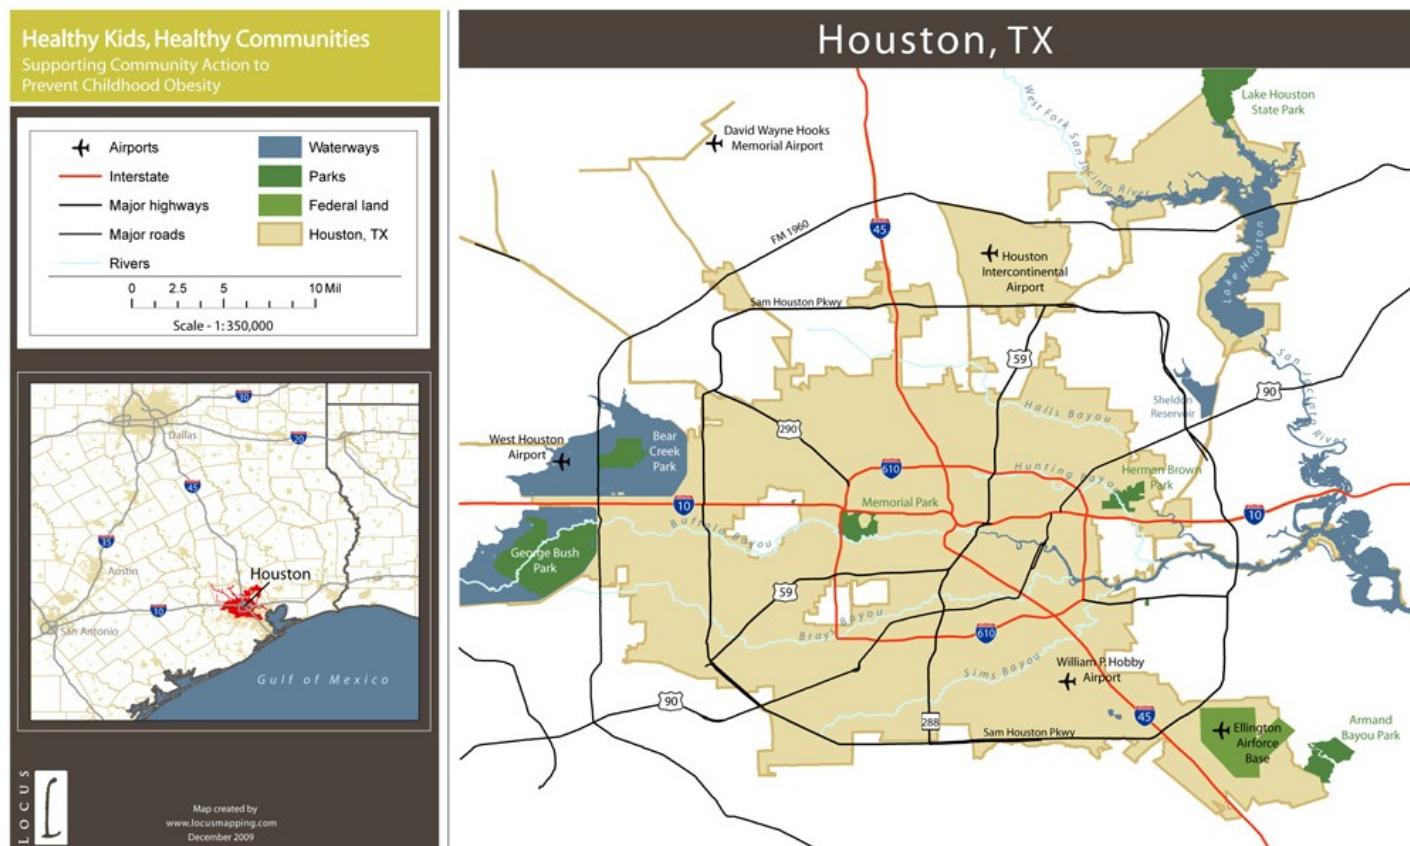 Healthy Kids, Healthy Communities
Supporting Community Action to
Prevent Childhood Obesity
Airports
Interstate
Major highways
Major roads
Rivers
Waterways
Parks
Federal land
Houston, TX
0 2.5 5 10 Mil
Scale - 1:350,000
30
Dallas
20
45
35
Austin
Houston
10
San Antonio
Gulf of Mexico
LOCUS
Map created by
www.locusmapping.com
December 2009
Houston, TX
Lake Houston
State Park
West Fork San Jacinto River
David Wayne Hooks
Memorial Airport
FM 1960
45
Houston
Intercontinental
Airport
Lake Houston
Sam Houston Pkwy
59
San Jacinto River
90
Sheldon
Reservoir
Halls Bayou
290
West Houston
Airport
Bear
Creek
Park
610
Hunting Bayou
Herman Brown
Park
Memorial Park
10
10
Buffalo Bayou
George Bush
Park
59
Brays Bayou
610
Sims Bayou
William P. Hobby
Airport
90
288
Sam Houston Pkwy
45
Ellington
Airforce
Base
Armand
Bayou Park